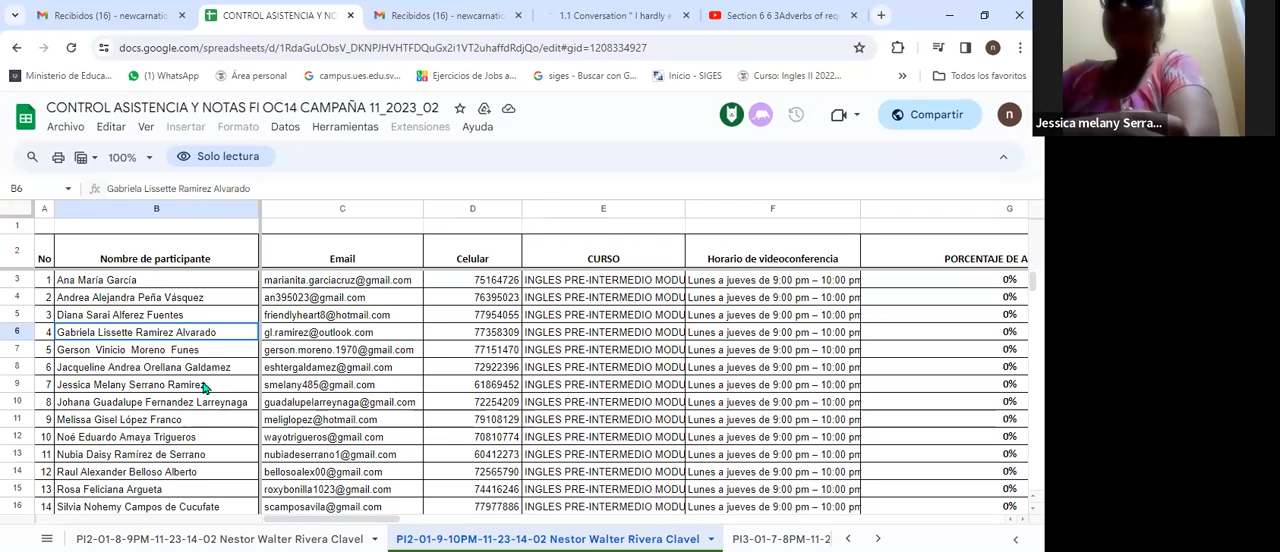 Recibidos (16) - newcarnatio
CONTROL ASISTENCIA Y NO
Recibidos (16) - newcarnatio
1.1 Conversation " I hardly e
Section 6 6 3Adverbs of req
docs.google.com/spreadsheets/d/1RdaGuLObsV_DKNPJHVHTFDQuGx2i1VT2uhaffdRdjQo/edit#gid=1208334927
Ministerio de Educa...
(1) WhatsApp
Área personal
campus.ues.edu.sv...
Ejercicios de Jobs a...
siges - Buscar con G...
Inicio - SIGES
Curso: Ingles II 2022...
Todos los favoritos
CONTROL ASISTENCIA Y NOTAS FI OC14 CAMPAÑA 11_2023_02
Archivo Editar Ver Insertar Formato Datos Herramientas Ayuda
Compartir
n
100%
Solo lectura
B6
Gabriela Lissette Ramirez Alvarado
A B C D E F G
1
2 No Nombre de participante Email Celular CURSO Horario de videoconferencia PORCENTAJE DE A
3 1 Ana María García 75164726 INGLES PRE-INTERMEDIO MODU Lunes a jueves de 9:00 pm – 10:00 pm 0%
4 2 Andrea Alejandra Peña Vásquez an395023@gmail.com 76395023 INGLES PRE-INTERMEDIO MODU Lunes a jueves de 9:00 pm – 10:00 pm 0%
5 3 Diana Sarai Alferez Fuentes friendlyheart8@hotmail.com 77954048 INGLES PRE-INTERMEDIO MODU Lunes a jueves de 9:00 pm – 10:00 pm 0%
6 4 Gabriela Lissette Ramirez Alvarado gl.ramirez@outlook.com 77358309 INGLES PRE-INTERMEDIO MODU Lunes a jueves de 9:00 pm – 10:00 pm 0%
7 5 Gerson Vinicio Moreno Funes gerson.moreno.1970@gmail.com 77151470 INGLES PRE-INTERMEDIO MODU Lunes a jueves de 9:00 pm – 10:00 pm 0%
8 6 Jacqueline Andrea Orellana Galdamez eshtergaldamez@gmail.com 72922396 INGLES PRE-INTERMEDIO MODU Lunes a jueves de 9:00 pm – 10:00 pm 0%
9 7 Jessica Melany Serrano Ramirez smelany485@gmail.com 61869452 INGLES PRE-INTERMEDIO MODU Lunes a jueves de 9:00 pm – 10:00 pm 0%
10 8 Johana Guadalupe Fernandez Larreynaga guadalupelarreynaga@gmail.com 72254209 INGLES PRE-INTERMEDIO MODU Lunes a jueves de 9:00 pm – 10:00 pm 0%
11 9 Melissa Gisel López Franco meliglopez@gmail.com 79108129 INGLES PRE-INTERMEDIO MODU Lunes a jueves de 9:00 pm – 10:00 pm 0%
12 10 Noé Eduardo Amaya Trigueros wayotrigueros@gmail.com 70810774 INGLES PRE-INTERMEDIO MODU Lunes a jueves de 9:00 pm – 10:00 pm 0%
13 11 Nubia Daisy Ramírez de Serrano nubiadeserrano1@gmail.com 60412273 INGLES PRE-INTERMEDIO MODU Lunes a jueves de 9:00 pm – 10:00 pm 0%
14 12 Raul Alexander Belloso Alberto bellosoalex00@gmail.com 72565790 INGLES PRE-INTERMEDIO MODU Lunes a jueves de 9:00 pm – 10:00 pm 0%
15 13 Rosa Feliciana Argueta 74416246 INGLES PRE-INTERMEDIO MODU Lunes a jueves de 9:00 pm – 10:00 pm 0%
16 14 INGLES PRE-INTERMEDIO MODU Lunes a jueves de 9:00 pm – 10:00 pm 0%
PI2-01-8-9PM-11-23-14-02 Nestor Walter Rivera Clavel
PI2-01-9-10PM-11-23-14-02 Nestor Walter Rivera Clavel
PI3-01-7-8PM-11-2
Jessica melany Serra...